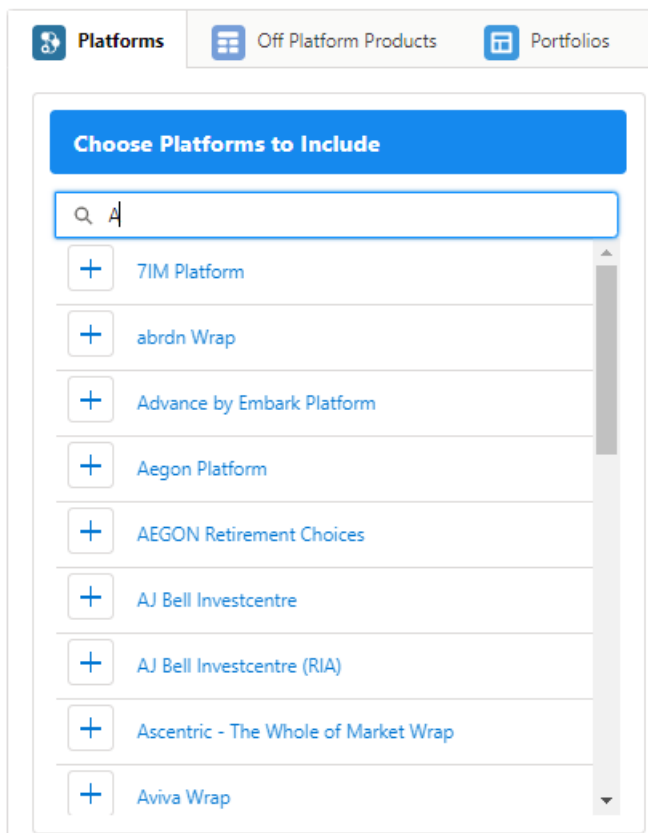 Platforms
Off Platform Products
Portfolios
Choose Platforms to Include
A
7IM Platform
abrdn Wrap
Advance by Embark Platform
Aegon Platform
AEGON Retirement Choices
AJ Bell Investcentre
AJ Bell Investcentre (RIA)
Ascentric - The Whole of Market Wrap
Aviva Wrap